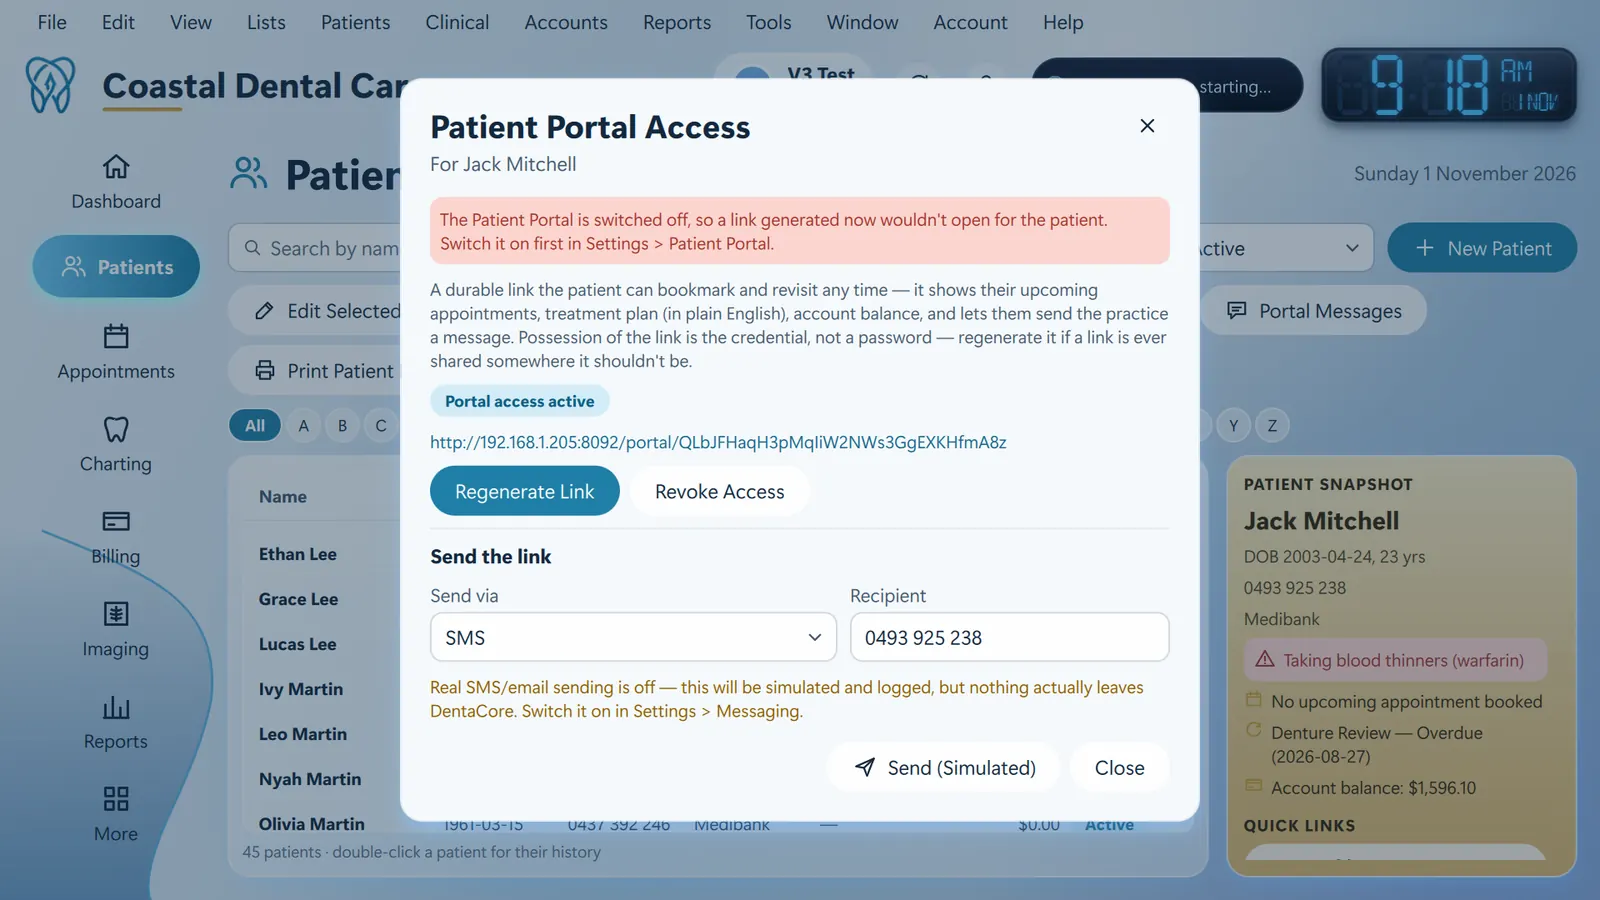 File Edit View Lists Patients Clinical Accounts Reports Tools Window Account Help
Coastal Dental Car
V3 Test
starting...
9 18 AM
1 NOV
Dashboard
Patients
Appointments
Charting
Billing
Imaging
Reports
More
Patien
Sunday 1 November 2026
Search by nam
Active
New Patient
Edit Selected
Portal Messages
Print Patient
All A B C Y Z
Name
Ethan Lee
Grace Lee
Lucas Lee
Ivy Martin
Leo Martin
Nyah Martin
Olivia Martin 1961-03-15 0437 392 246 Medibank — $0.00 Active
45 patients · double-click a patient for their history
Patient Portal Access
For Jack Mitchell
The Patient Portal is switched off, so a link generated now wouldn't open for the patient.
Switch it on first in Settings > Patient Portal.
A durable link the patient can bookmark and revisit any time — it shows their upcoming
appointments, treatment plan (in plain English), account balance, and lets them send the practice
a message. Possession of the link is the credential, not a password — regenerate it if a link is ever
shared somewhere it shouldn't be.
Portal access active
http://192.168.1.205:8092/portal/QLbJFHaqH3pMqIiW2NWs3GgEXKHfmA8z
Regenerate Link Revoke Access
Send the link
Send via Recipient
SMS 0493 925 238
Real SMS/email sending is off — this will be simulated and logged, but nothing actually leaves
DentaCore. Switch it on in Settings > Messaging.
Send (Simulated) Close
PATIENT SNAPSHOT
Jack Mitchell
DOB 2003-04-24, 23 yrs
0493 925 238
Medibank
Taking blood thinners (warfarin)
No upcoming appointment booked
Denture Review — Overdue
(2026-08-27)
Account balance: $1,596.10
QUICK LINKS